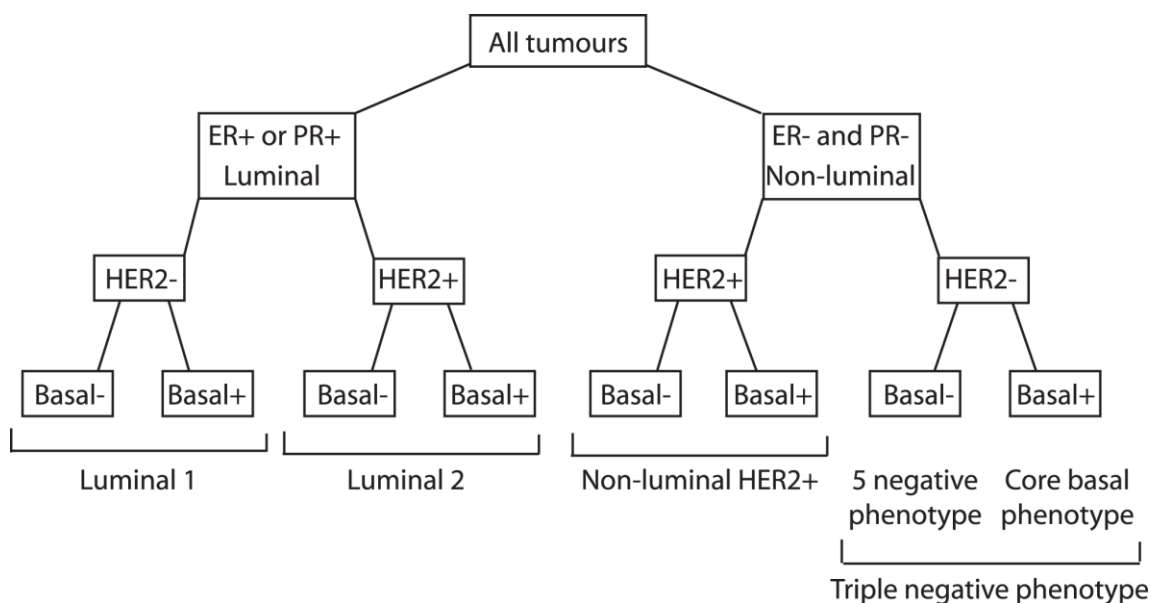 All tumours
ER+ or PR+
Luminal
ER- and PR-
Non-luminal
HER2-
HER2+
HER2+
HER2-
Basal-
Basal+
Basal-
Basal+
Basal-
Basal+
Basal-
Basal+
Luminal 1
Luminal 2
Non-luminal HER2+
5 negative
phenotype
Core basal
phenotype
Triple negative phenotype